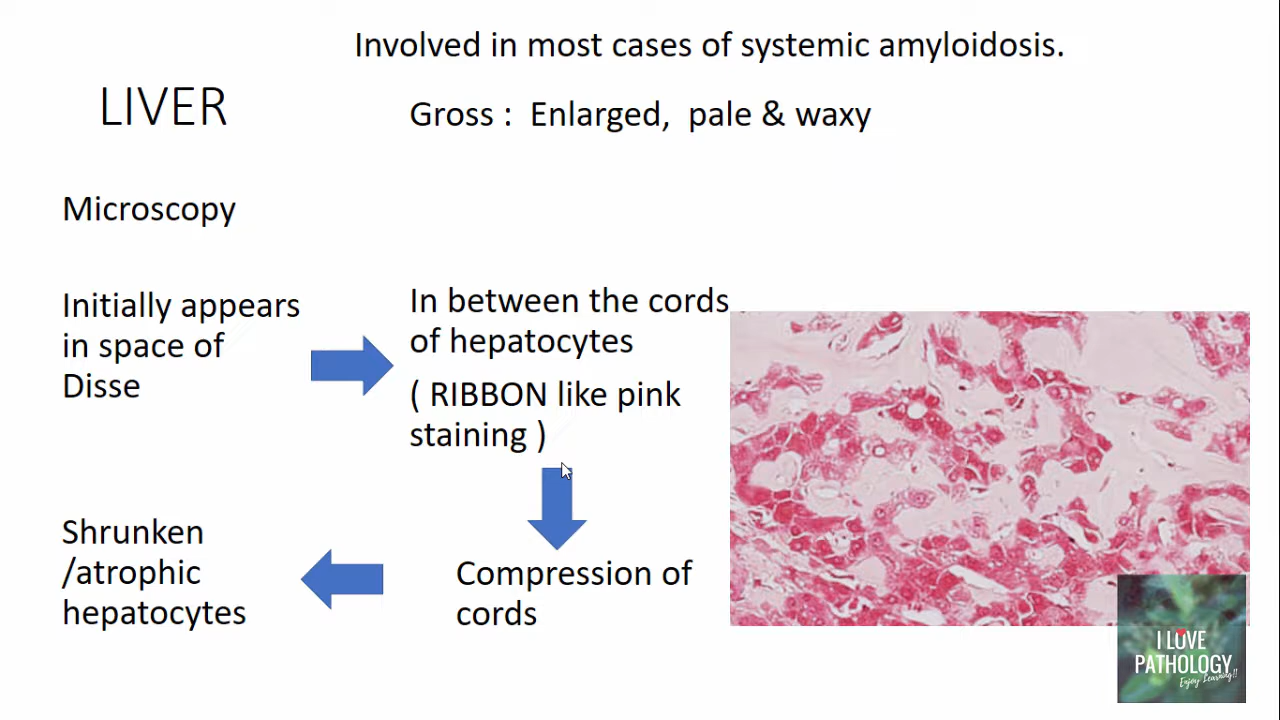 Involved in most cases of systemic amyloidosis.
LIVER
Gross : Enlarged, pale & waxy
Microscopy
Initially appears
in space of
Disse
In between the cords
of hepatocytes
( RIBBON like pink
staining )
Compression of
cords
Shrunken
/atrophic
hepatocytes
I LOVE
PATHOLOGY
Enjoy Learning!!